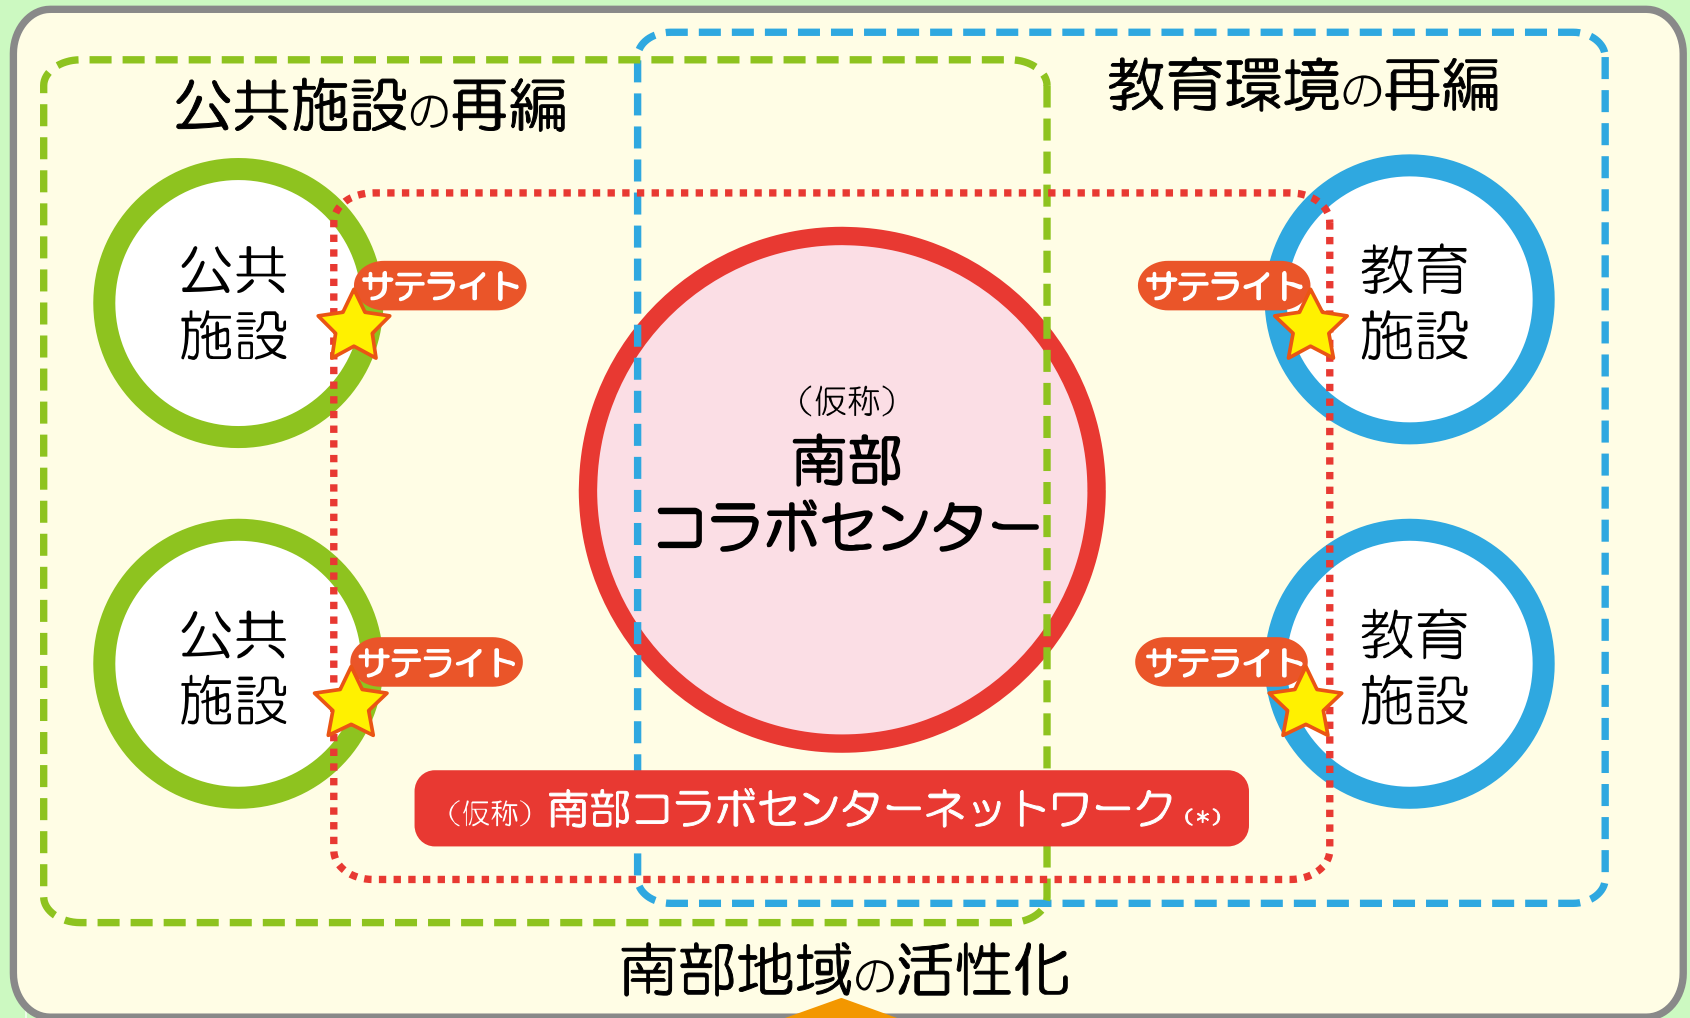 公共施設の再編
教育環境の再編
公共
施設
サテライト
サテライト
教育
施設
（仮称）
南部
コラボセンター
公共
施設
サテライト
サテライト
教育
施設
（仮称）南部コラボセンターネットワーク(*)
南部地域の活性化